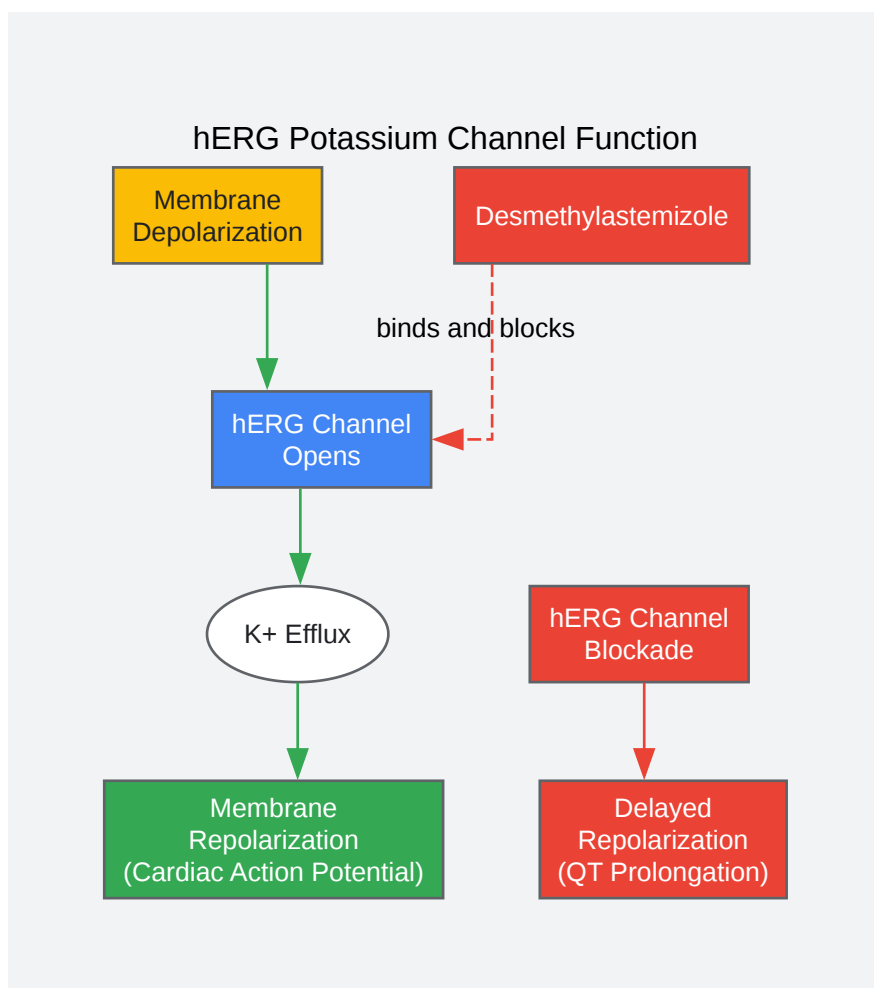 hERG Potassium Channel Function
Membrane
Depolarization
Desmethylastemizole
binds and blocks
hERG Channel
Opens
K+ Efflux
hERG Channel
Blockade
Membrane
Repolarization
(Cardiac Action Potential)
Delayed
Repolarization
(QT Prolongation)